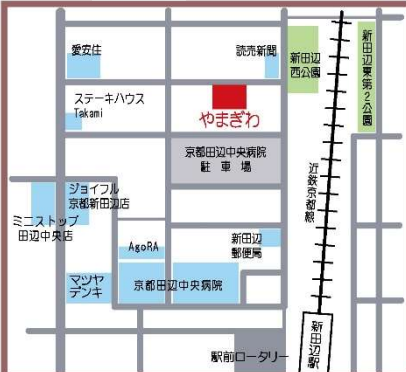 愛安住
読売新聞
新田辺
西公園
新田辺東第2公園
ステーキハウス
Takami
やまぎわ
京都田辺中央病院
駐車場
近鉄京都線
ジョイフル
京都新田辺店
ミニストップ
田辺中央店
AgoRA
新田辺
郵便局
マツヤ
デンキ
京都田辺中央病院
新田辺駅
駅前ロータリー